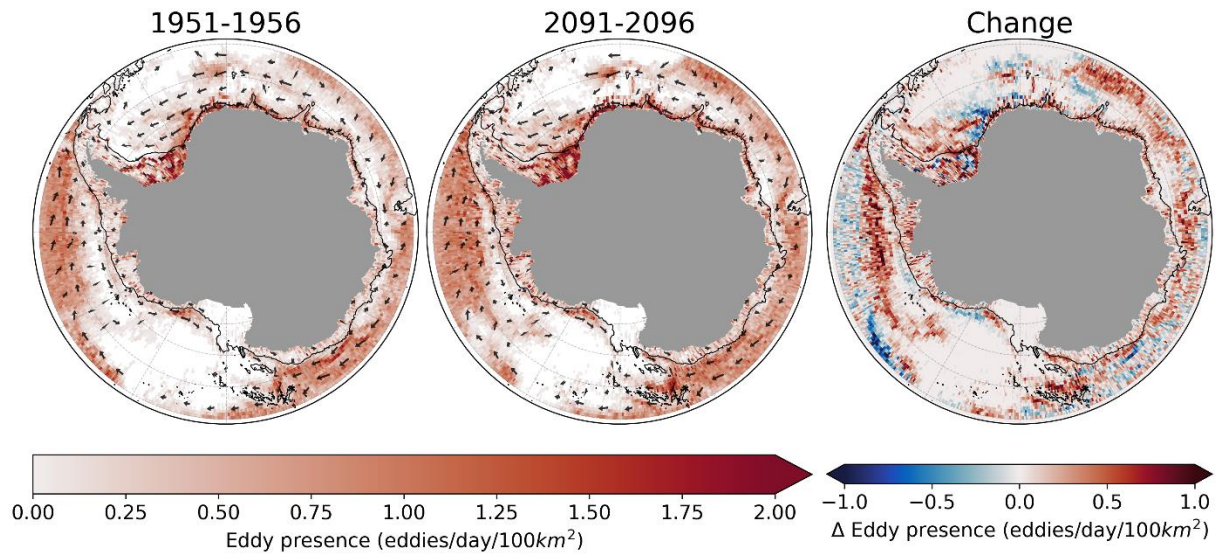 1951-1956 2091-2096 Change
0.00 0.25 0.50 0.75 1.00 1.25 1.50 1.75 2.00 −1.0 −0.5 0.0 0.5 1.0
Eddy presence (eddies/day/100km²) Δ Eddy presence (eddies/day/100km²)